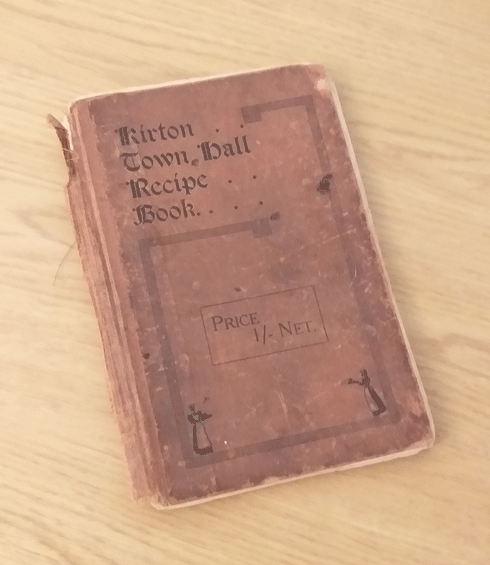 Kirton . .
Town Hall
Recipe . .
Book. . . .
PRICE
1/- NET.